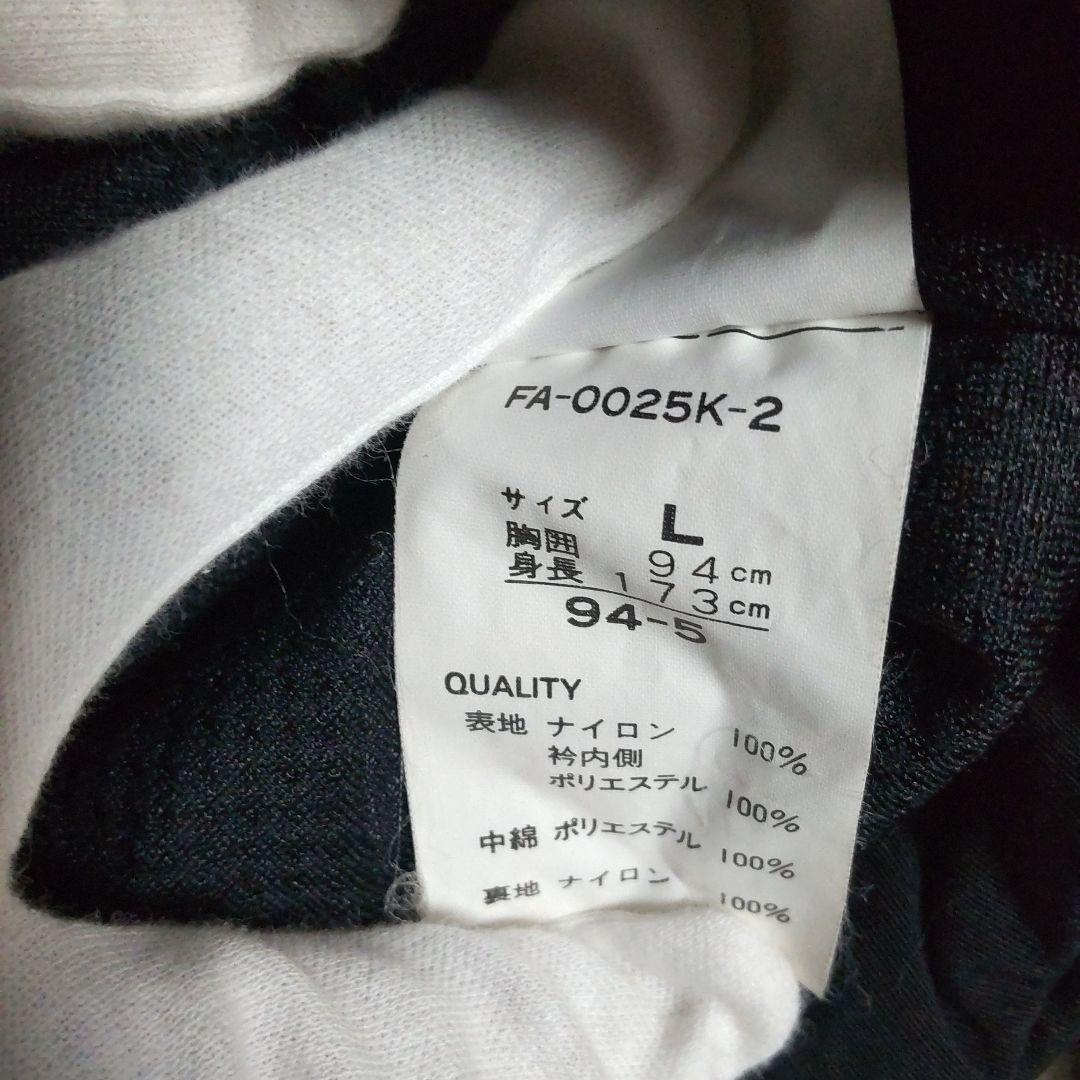 FA-0025K-2
サイズ L
胸囲 94cm
身長 173cm
94-5
QUALITY
表地 ナイロン 100%
衿内側
ポリエステル 100%
中綿 ポリエステル 100%
裏地 ナイロン 100%